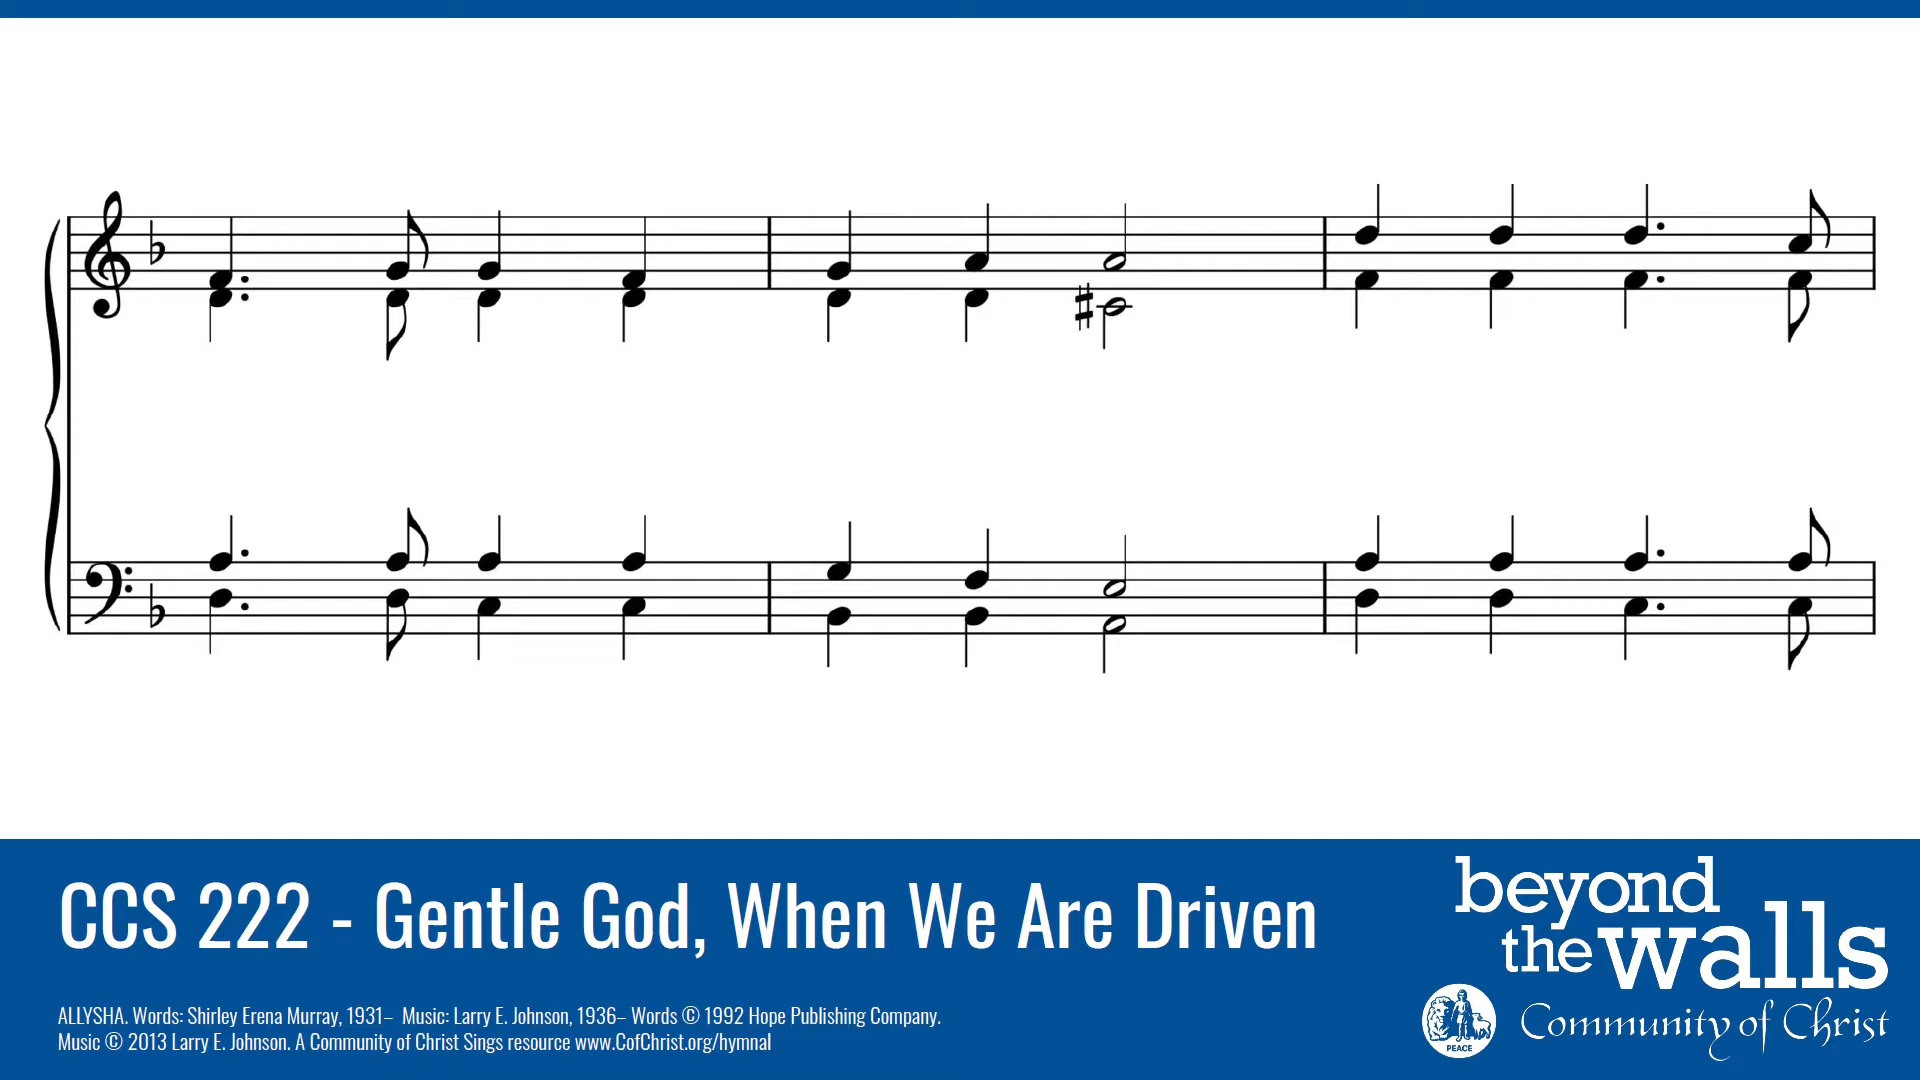 CCS 222 - Gentle God, When We Are Driven
ALLYSHA. Words: Shirley Erena Murray, 1931– Music: Larry E. Johnson, 1936– Words © 1992 Hope Publishing Company.
Music © 2013 Larry E. Johnson. A Community of Christ Sings resource www.CofChrist.org/hymnal
beyond
the walls
Community of Christ
PEACE